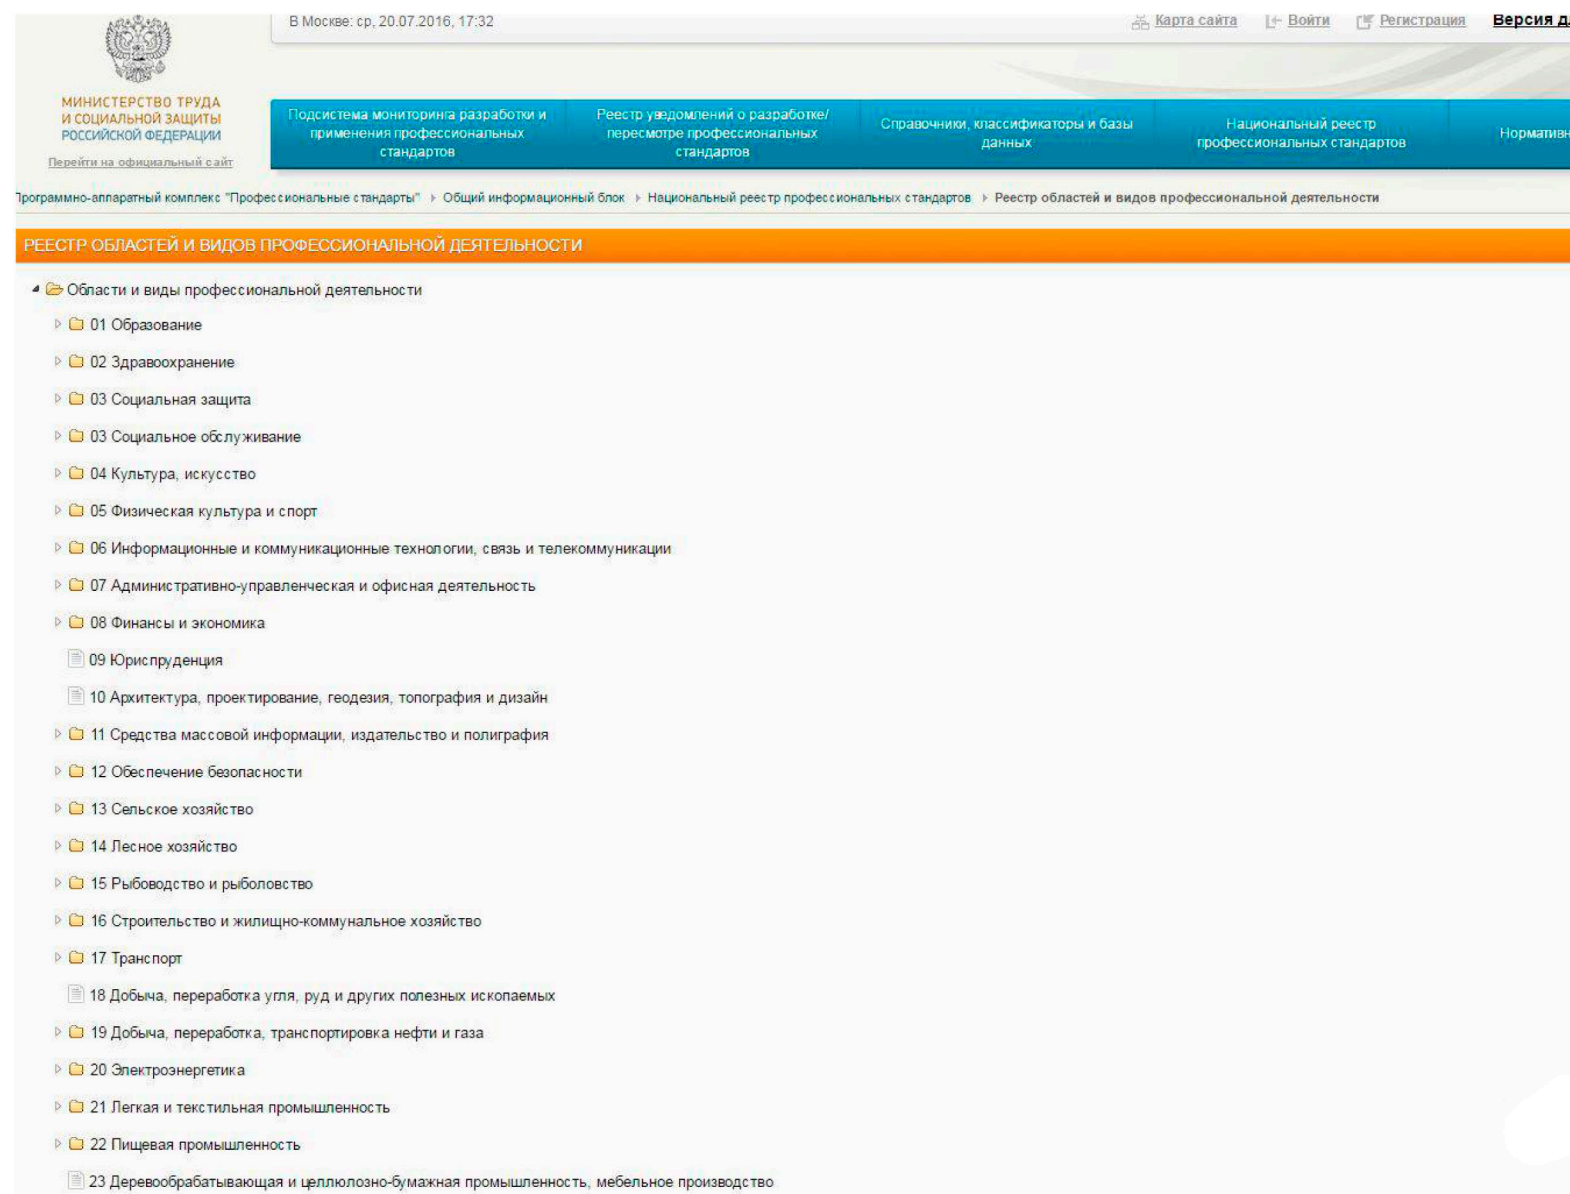 В Москве: ср, 20.07.2016, 17:32
Карта сайта
Войти
Регистрация
Версия
МИНИСТЕРСТВО ТРУДА
И СОЦИАЛЬНОЙ ЗАЩИТЫ
РОССИЙСКОЙ ФЕДЕРАЦИИ
Перейти на официальный сайт
Подсистема мониторинга разработки и
применения профессиональных
стандартов
Реестр уведомлений о разработке/
пересмотре профессиональных
стандартов
Справочники, классификаторы и базы
данных
Национальный реестр
профессиональных стандартов
Программно-аппаратный комплекс "Профессиональные стандарты" Общий информационный блок Национальный реестр профессиональных стандартов Реестр областей и видов профессиональной деятельности
РЕЕСТР ОБЛАСТЕЙ И ВИДОВ ПРОФЕССИОНАЛЬНОЙ ДЕЯТЕЛЬНОСТИ
Области и виды профессиональной деятельности
01 Образование
02 Здравоохранение
03 Социальная защита
03 Социальное обслуживание
04 Культура, искусство
05 Физическая культура и спорт
06 Информационные и коммуникационные технологии, связь и телекоммуникации
07 Административно-управленческая и офисная деятельность
08 Финансы и экономика
09 Юриспруденция
10 Архитектура, проектирование, геодезия, топография и дизайн
11 Средства массовой информации, издательство и полиграфия
12 Обеспечение безопасности
13 Сельское хозяйство
14 Лесное хозяйство
15 Рыбоводство и рыболовство
16 Строительство и жилищно-коммунальное хозяйство
17 Транспорт
18 Добыча, переработка угля, руд и других полезных ископаемых
19 Добыча, переработка, транспортировка нефти и газа
20 Электроэнергетика
21 Легкая и текстильная промышленность
22 Пищевая промышленность
23 Деревообрабатывающая и целлюлозно-бумажная промышленность, мебельное производство